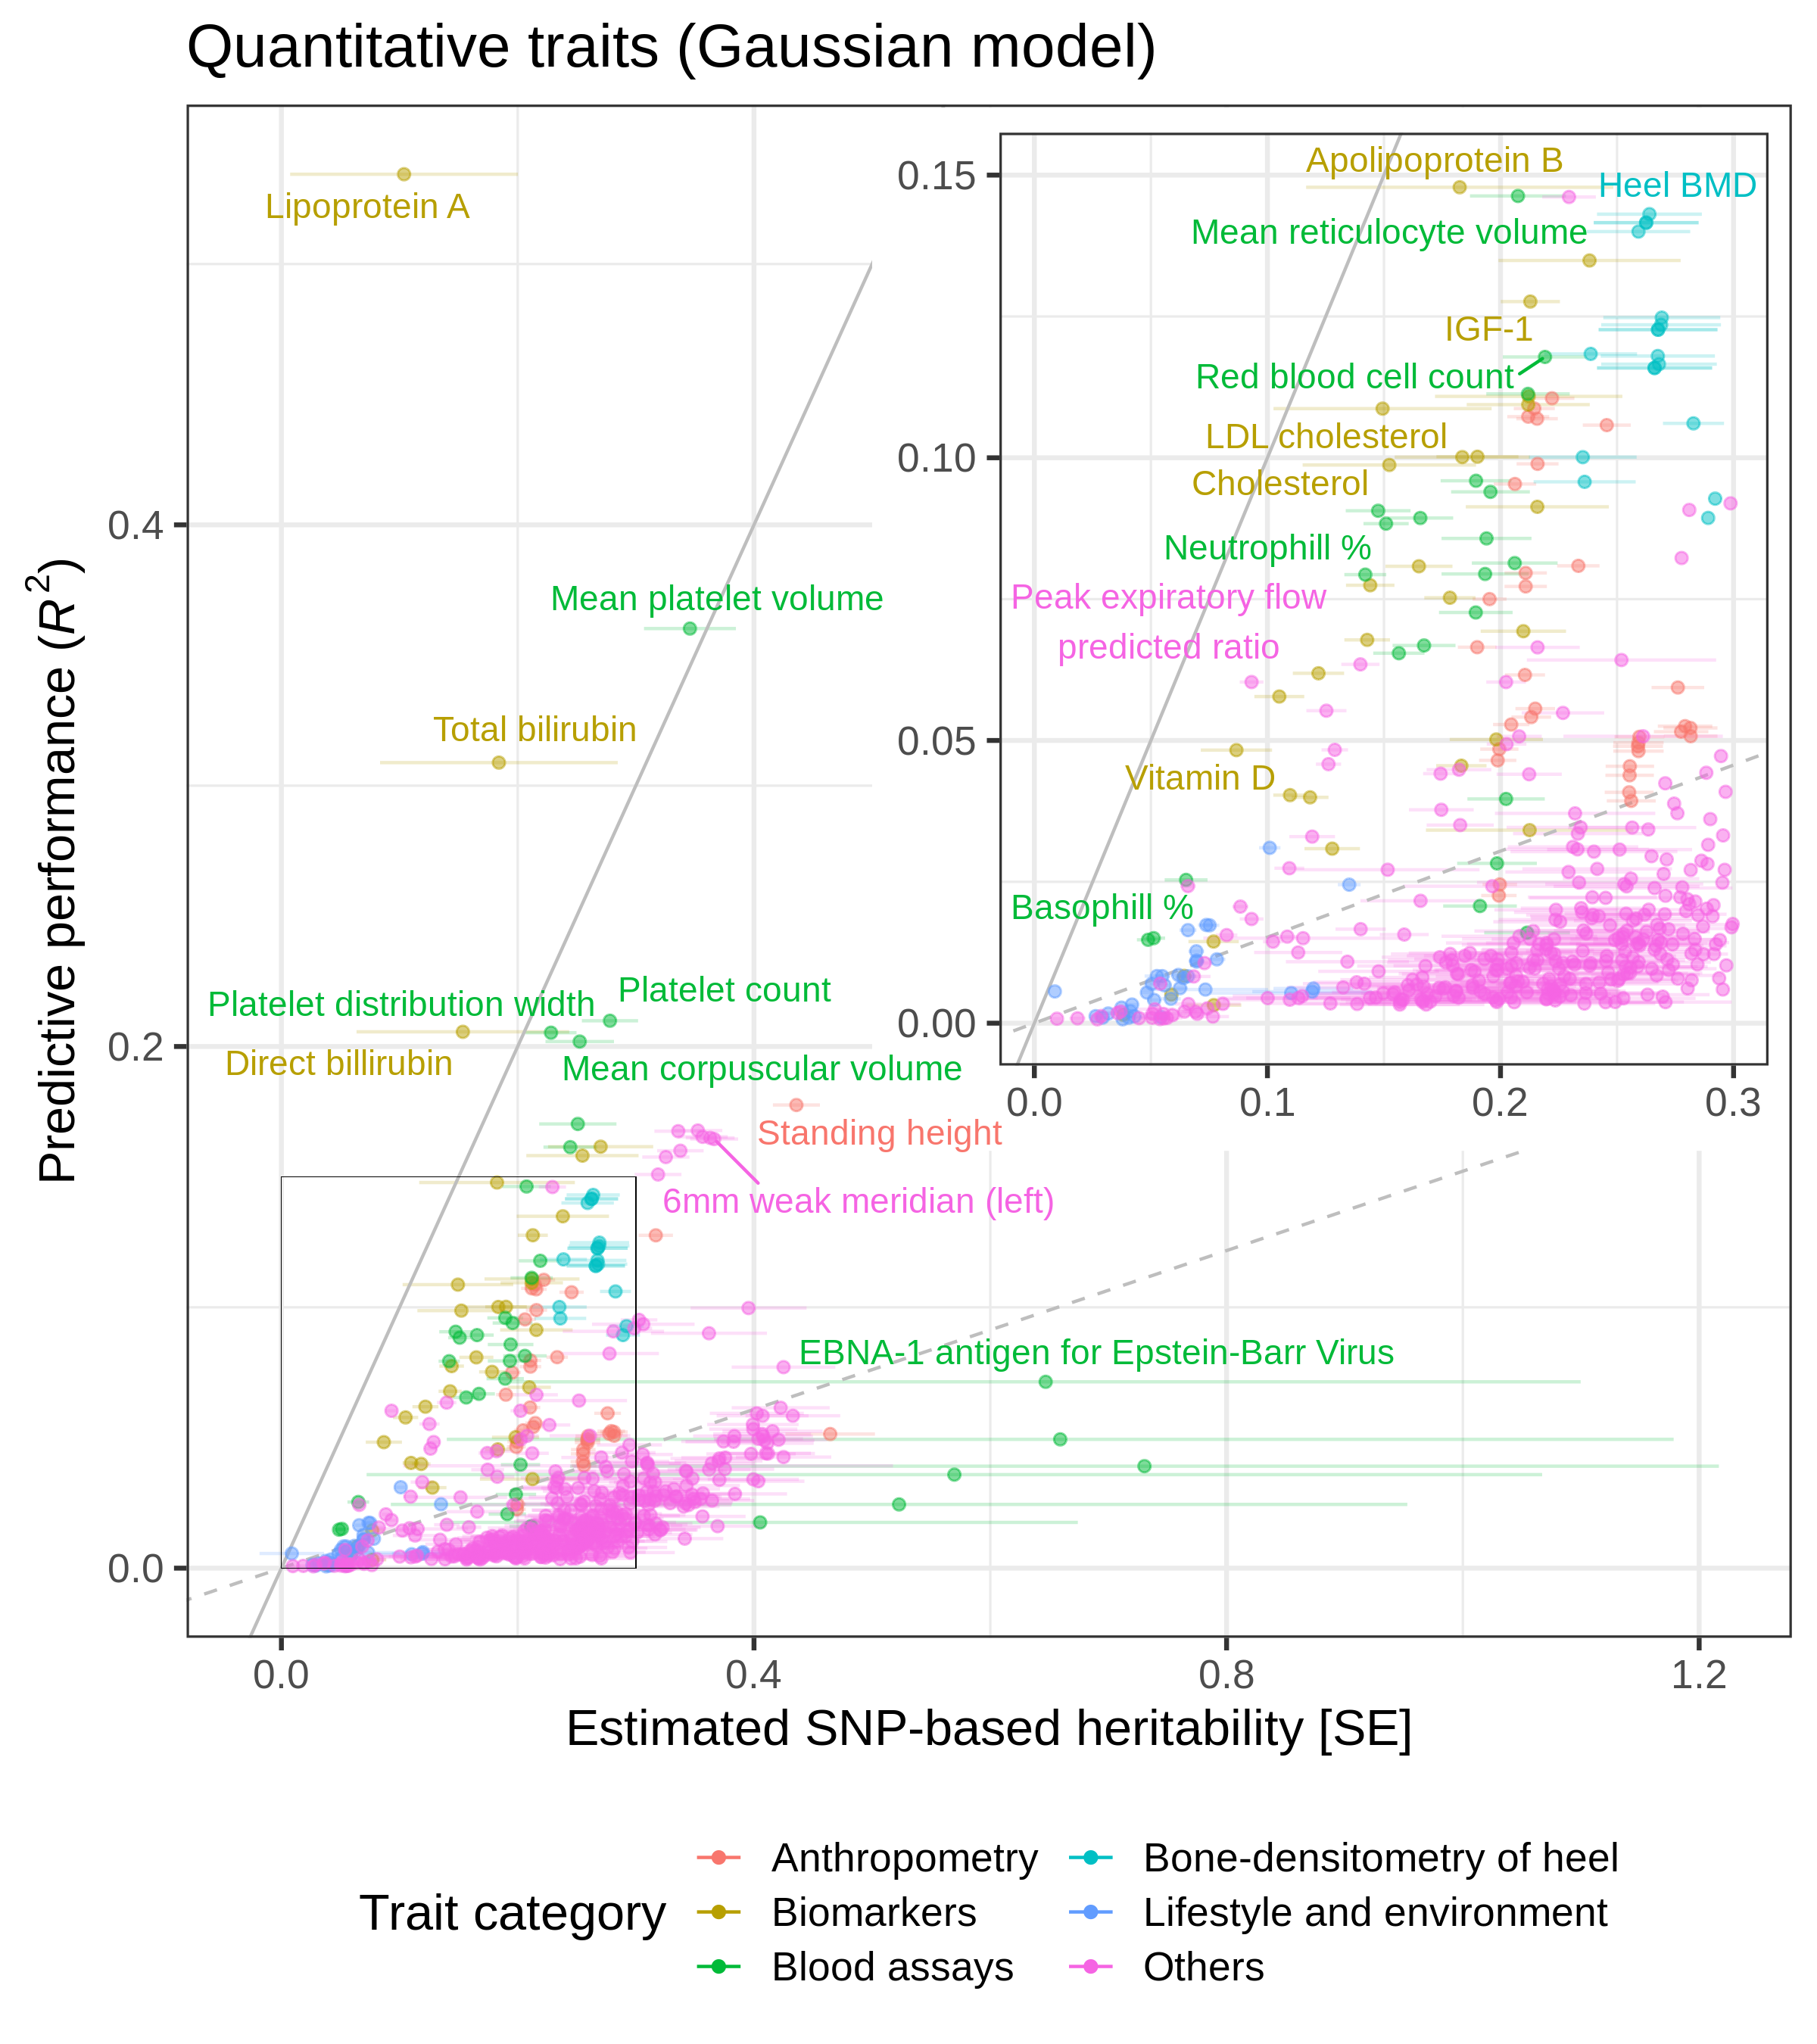 Quantitative traits (Gaussian model)
Predictive performance (R²)
0.4
0.2
0.0
Lipoprotein A
Mean platelet volume
Total bilirubin
Platelet distribution width
Platelet count
Direct billirubin
Mean corpuscular volume
Standing height
6mm weak meridian (left)
EBNA-1 antigen for Epstein-Barr Virus
0.15
0.10
0.05
0.00
Apolipoprotein B
Heel BMD
Mean reticulocyte volume
IGF-1
Red blood cell count
LDL cholesterol
Cholesterol
Neutrophill %
Peak expiratory flow
predicted ratio
Vitamin D
Basophill %
0.0 0.1 0.2 0.3
0.0 0.4 0.8 1.2
Estimated SNP-based heritability [SE]
Trait category
Anthropometry
Biomarkers
Blood assays
Bone-densitometry of heel
Lifestyle and environment
Others